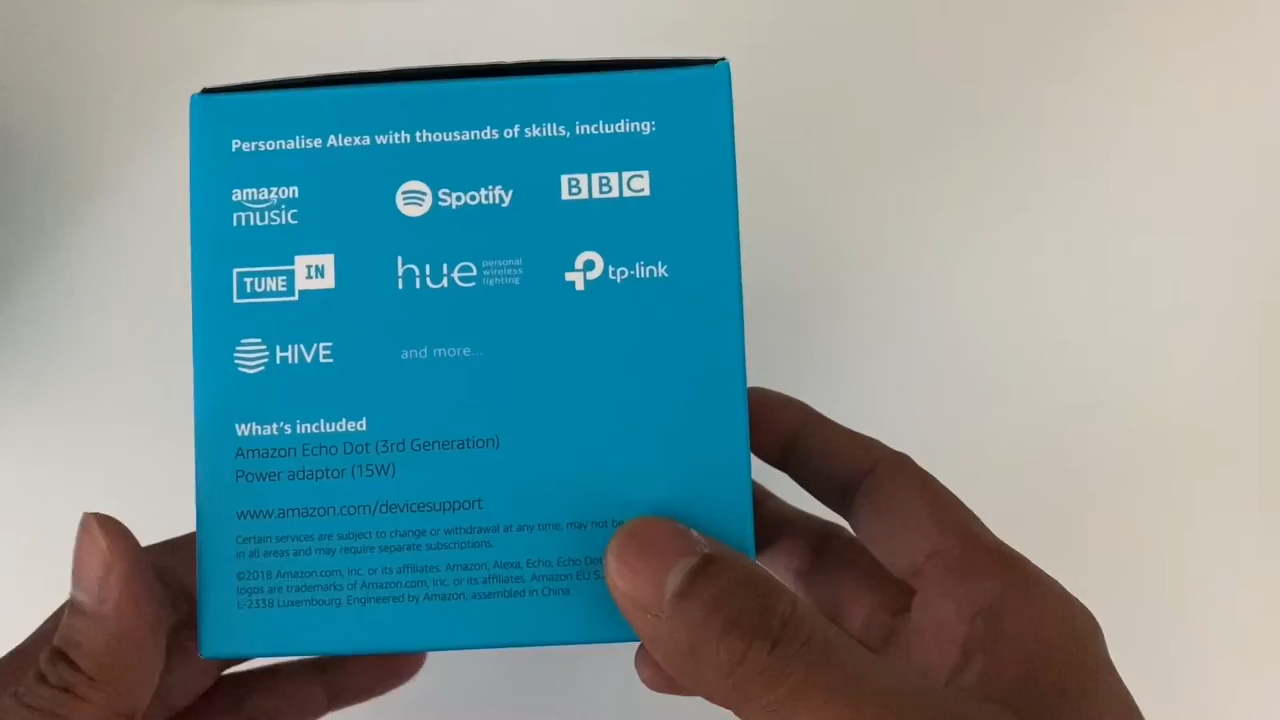 Personalise Alexa with thousands of skills, including:
amazon music
Spotify
BBC
TUNE IN
hue personal wireless lighting
tp-link
HIVE
and more...
What's included
Amazon Echo Dot (3rd Generation)
Power adaptor (15W)
www.amazon.com/devicesupport
Certain services are subject to change or withdrawal at any time, may not be
in all areas and may require separate subscriptions.
©2018 Amazon.com, Inc. or its affiliates. Amazon, Alexa, Echo, Echo Dot
logos are trademarks of Amazon.com, Inc. or its affiliates. Amazon EU S.
L-2338 Luxembourg. Engineered by Amazon, assembled in China.